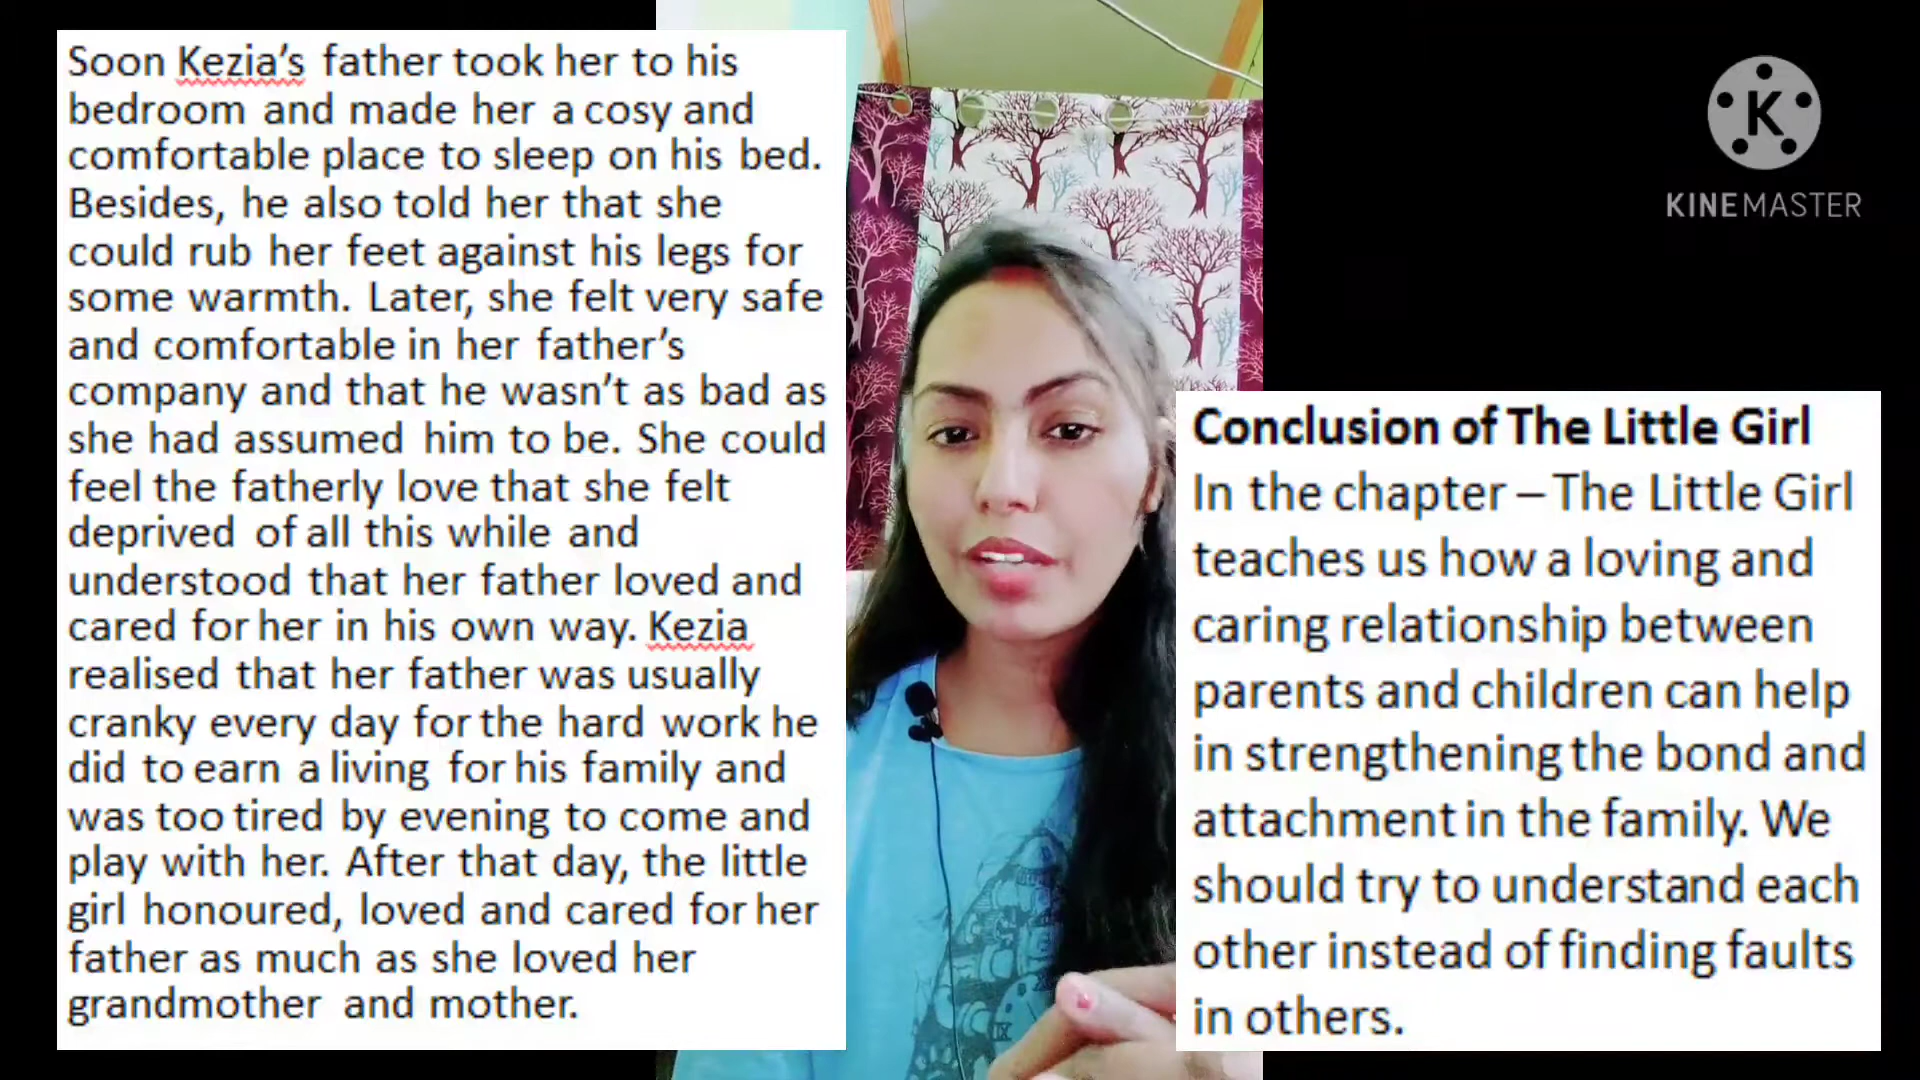 Soon Kezia's father took her to his
bedroom and made her a cosy and
comfortable place to sleep on his bed.
Besides, he also told her that she
could rub her feet against his legs for
some warmth. Later, she felt very safe
and comfortable in her father's
company and that he wasn't as bad as
she had assumed him to be. She could
feel the fatherly love that she felt
deprived of all this while and
understood that her father loved and
cared for her in his own way. Kezia
realised that her father was usually
cranky every day for the hard work he
did to earn a living for his family and
was too tired by evening to come and
play with her. After that day, the little
girl honoured, loved and cared for her
father as much as she loved her
grandmother and mother.
K
KINEMASTER
Conclusion of The Little Girl
In the chapter – The Little Girl
teaches us how a loving and
caring relationship between
parents and children can help
in strengthening the bond and
attachment in the family. We
should try to understand each
other instead of finding faults
in others.